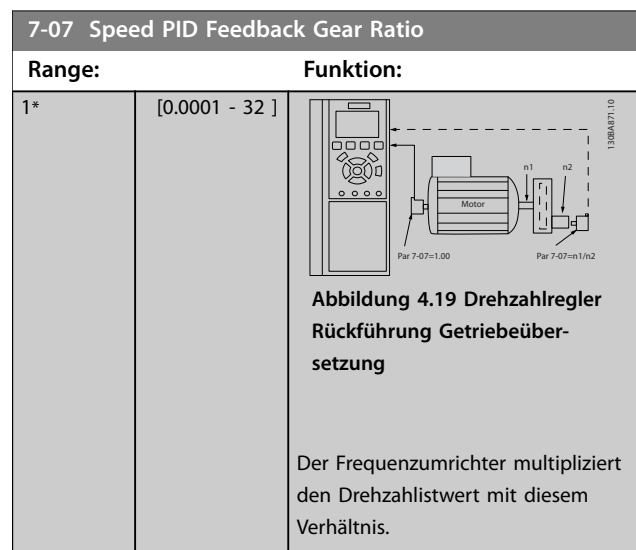 7-07 Speed PID Feedback Gear Ratio
Range:
Funktion:
1*
[0.0001 - 32 ]
130BA871.10
n1
n2
Motor
Par 7-07=1.00
Par 7-07=n1/n2
Abbildung 4.19 Drehzahlregler
Rückführung Getriebeüber-
setzung
Der Frequenzumrichter multipliziert
den Drehzahlistwert mit diesem
Verhältnis.